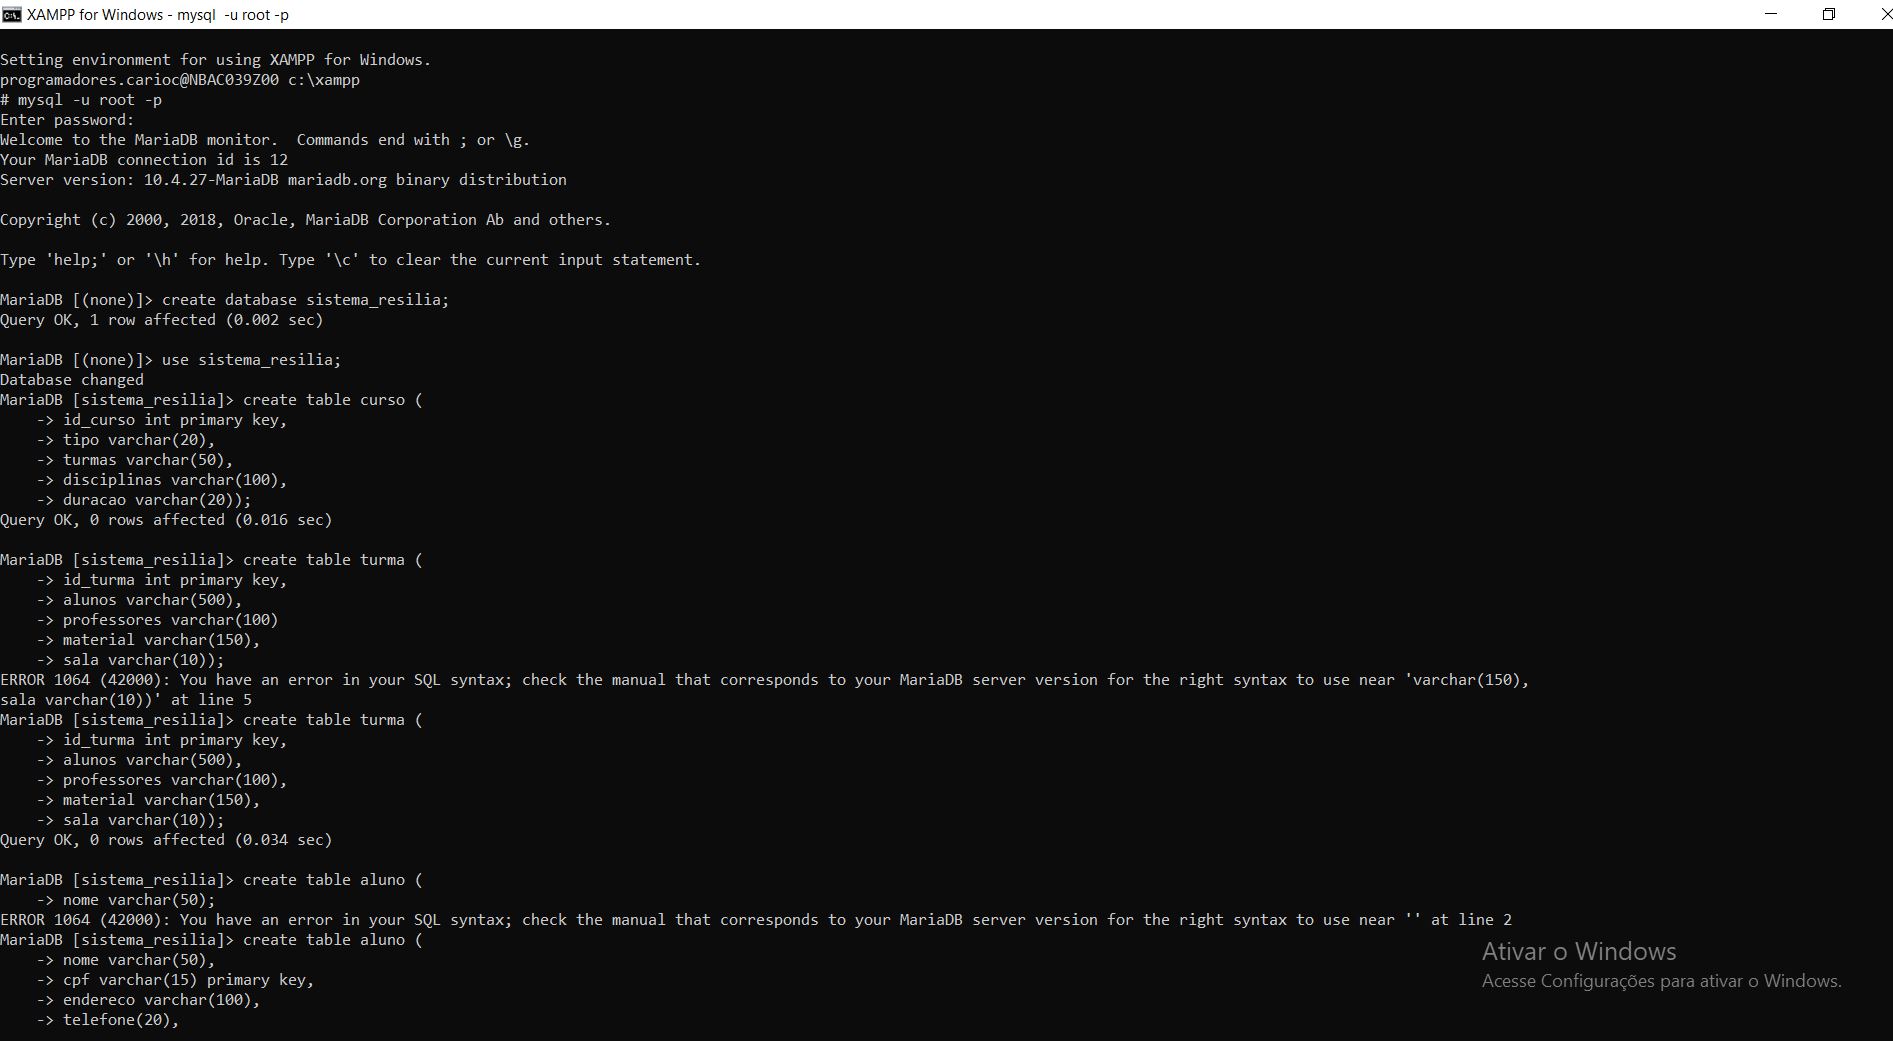 XAMPP for Windows - mysql  -u root -p
Setting environment for using XAMPP for Windows.
programadores.carioc@NBAC039Z00 c:\xampp
# mysql -u root -p
Enter password:
Welcome to the MariaDB monitor.  Commands end with ; or \g.
Your MariaDB connection id is 12
Server version: 10.4.27-MariaDB mariadb.org binary distribution
Copyright (c) 2000, 2018, Oracle, MariaDB Corporation Ab and others.
Type 'help;' or '\h' for help. Type '\c' to clear the current input statement.
MariaDB [(none)]> create database sistema_resilia;
Query OK, 1 row affected (0.002 sec)
MariaDB [(none)]> use sistema_resilia;
Database changed
MariaDB [sistema_resilia]> create table curso (
    -> id_curso int primary key,
    -> tipo varchar(20),
    -> turmas varchar(50),
    -> disciplinas varchar(100),
    -> duracao varchar(20));
Query OK, 0 rows affected (0.016 sec)
MariaDB [sistema_resilia]> create table turma (
    -> id_turma int primary key,
    -> alunos varchar(500),
    -> professores varchar(100)
    -> material varchar(150),
    -> sala varchar(10));
ERROR 1064 (42000): You have an error in your SQL syntax; check the manual that corresponds to your MariaDB server version for the right syntax to use near 'varchar(150),
sala varchar(10))' at line 5
MariaDB [sistema_resilia]> create table turma (
    -> id_turma int primary key,
    -> alunos varchar(500),
    -> professores varchar(100),
    -> material varchar(150),
    -> sala varchar(10));
Query OK, 0 rows affected (0.034 sec)
MariaDB [sistema_resilia]> create table aluno (
    -> nome varchar(50);
ERROR 1064 (42000): You have an error in your SQL syntax; check the manual that corresponds to your MariaDB server version for the right syntax to use near '' at line 2
MariaDB [sistema_resilia]> create table aluno (
    -> nome varchar(50),
    -> cpf varchar(15) primary key,
    -> endereco varchar(100),
    -> telefone(20),
Ativar o Windows
Acesse Configurações para ativar o Windows.